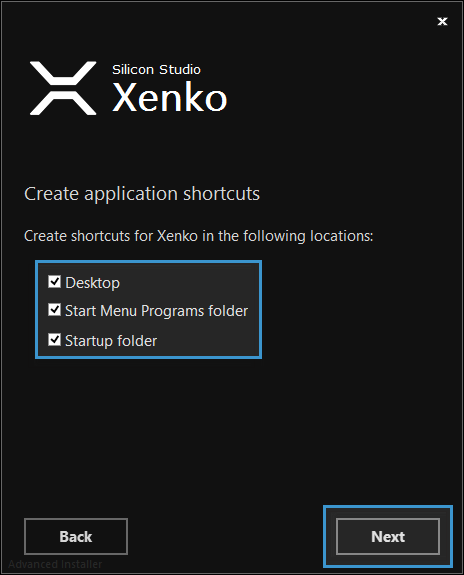 x
Silicon Studio
Xenko
Create application shortcuts
Create shortcuts for Xenko in the following locations:
Desktop
Start Menu Programs folder
Startup folder
Back
Next
Advanced Installer